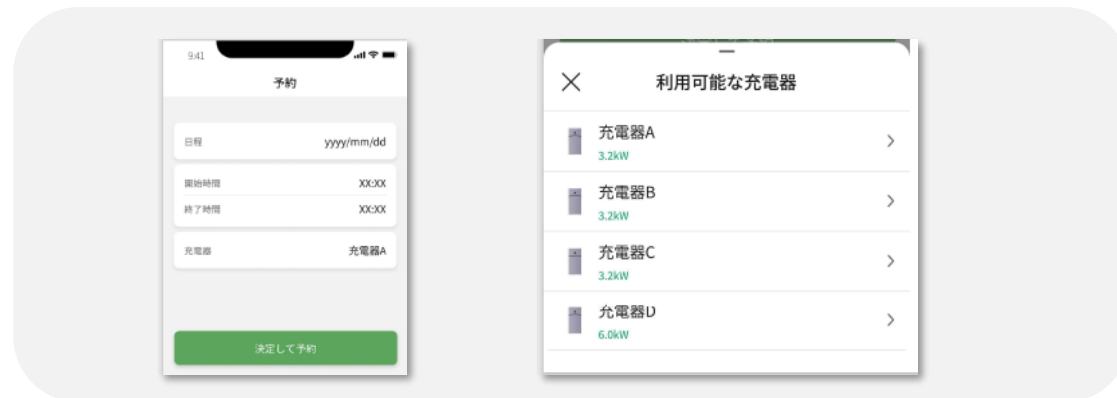 9:41
予約
日程 yyyy/mm/dd
開始時間 XX:XX
終了時間 XX:XX
充電器 充電器A
決定して予約
利用可能な充電器
充電器A
3.2kW
充電器B
3.2kW
充電器C
3.2kW
充電器D
6.0kW